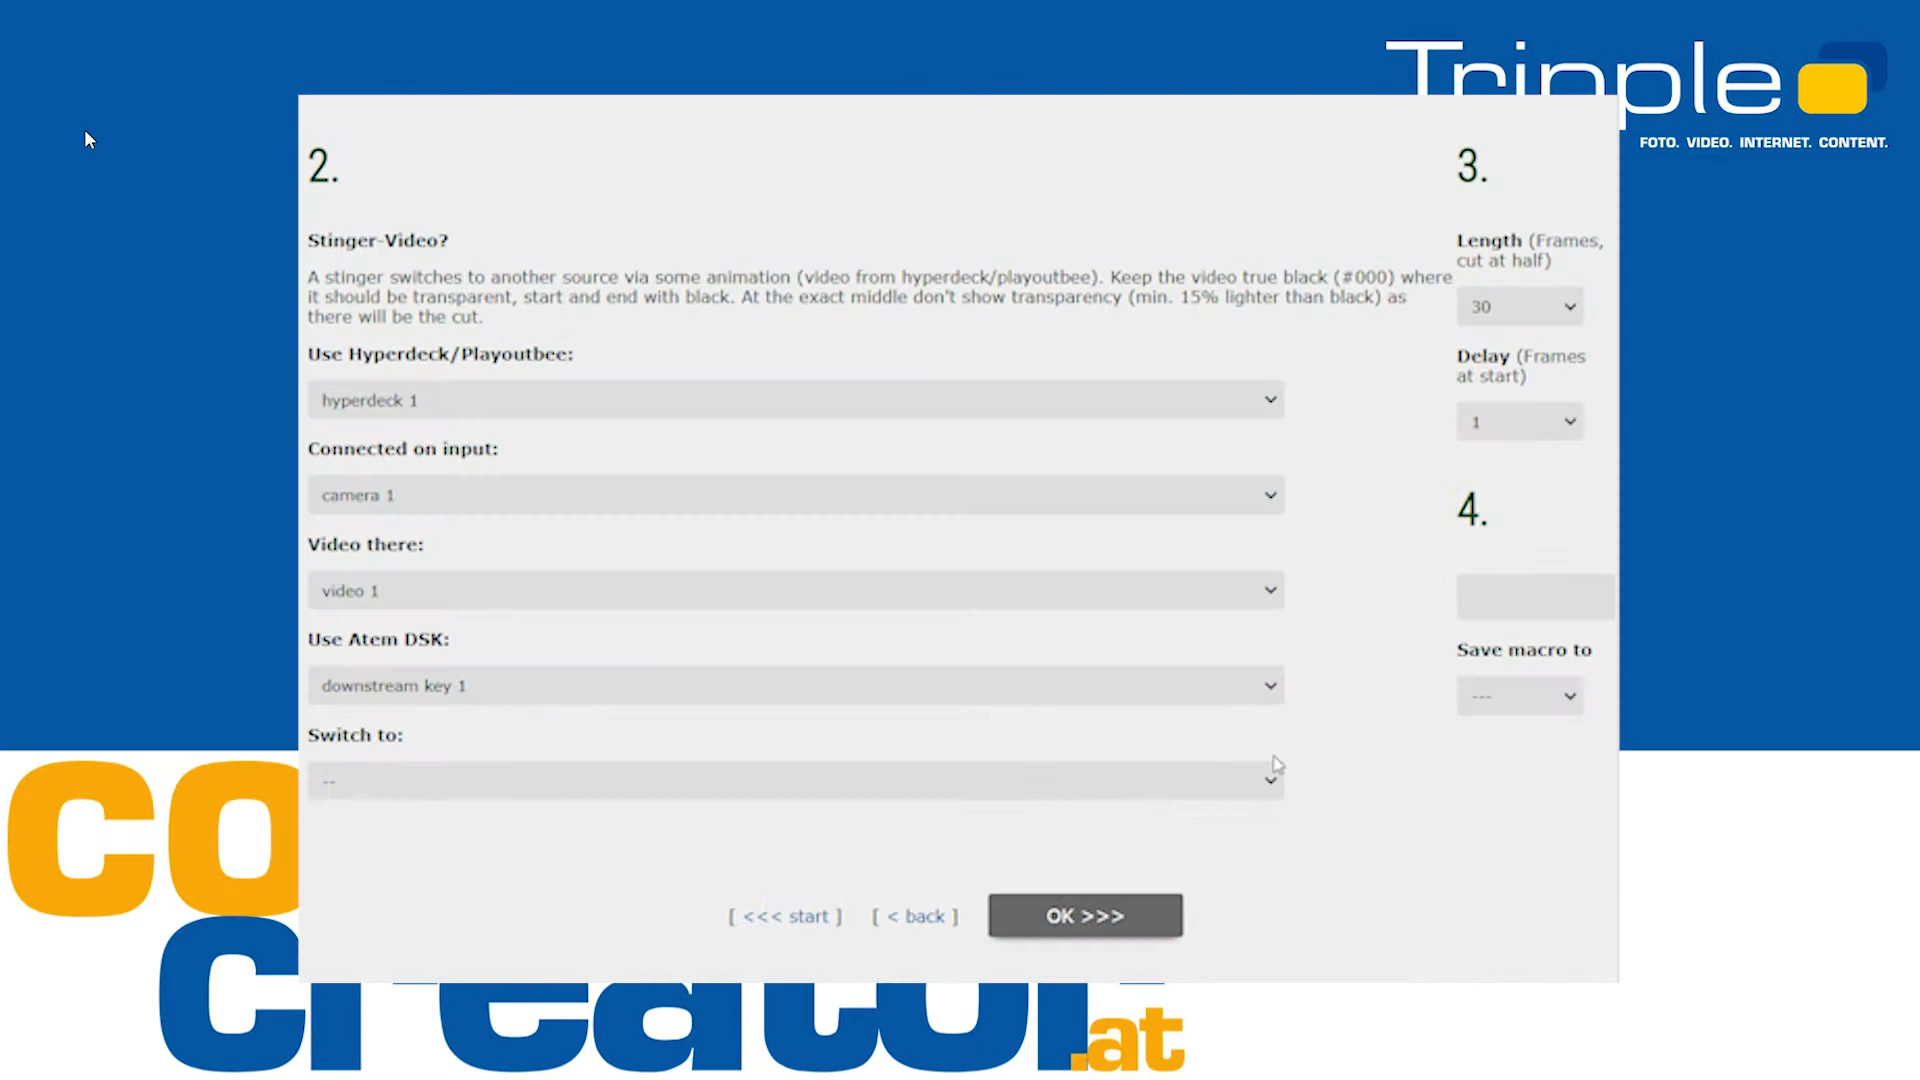 Tripple
FOTO. VIDEO. INTERNET. CONTENT.
2.
Stinger-Video?
A stinger switches to another source via some animation (video from hyperdeck/playoutbee). Keep the video true black (#000) where
it should be transparent, start and end with black. At the exact middle don't show transparency (min. 15% lighter than black) as
there will be the cut.
Use Hyperdeck/Playoutbee:
hyperdeck 1
Connected on input:
camera 1
Video there:
video 1
Use Atem DSK:
downstream key 1
Switch to:
--
3.
Length (Frames,
cut at half)
30
Delay (Frames
at start)
1
4.
Save macro to
---
[ <<< start ] [ < back ] OK >>>
co
creator
.at